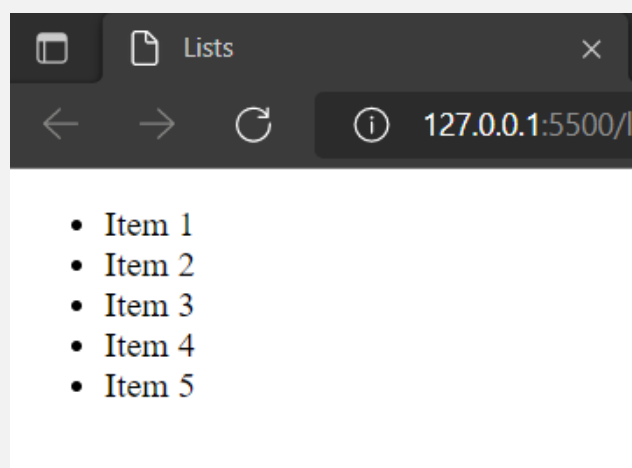 Lists
127.0.0.1:5500/l
• Item 1
• Item 2
• Item 3
• Item 4
• Item 5